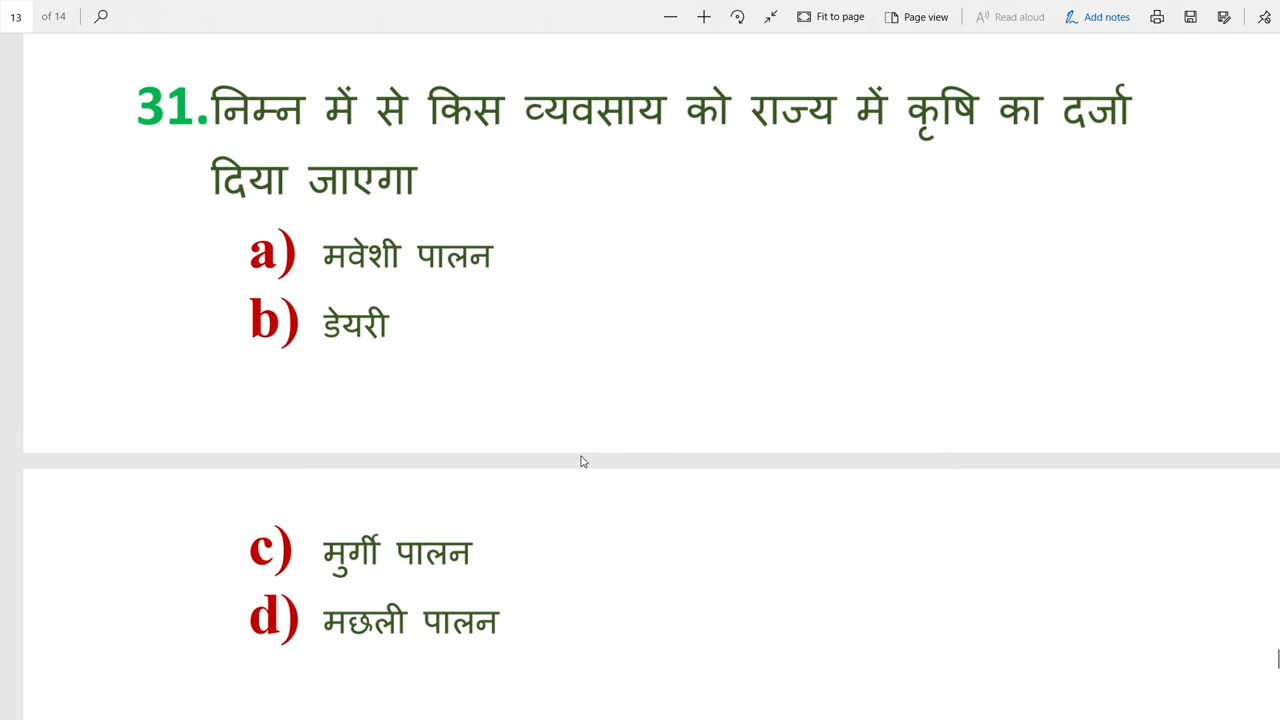 13 of 14 Fit to page Page view Read aloud Add notes
31. निम्न में से किस व्यवसाय को राज्य में कृषि का दर्जा
दिया जाएगा
a) मवेशी पालन
b) डेयरी
c) मुर्गी पालन
d) मछली पालन